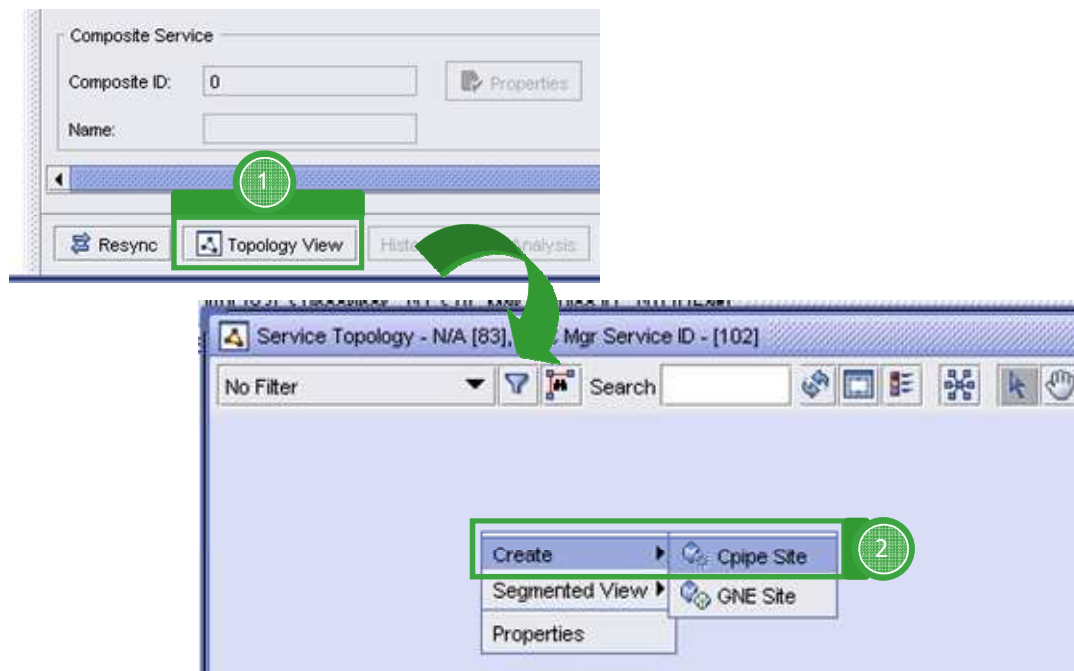 Composite Service
Composite ID: 0 Properties
Name:
1
Resync Topology View Analysis
Service Topology - N/A [83], Mgr Service ID - [102]
No Filter Search
Create Cpipe Site
2
Segmented View GNE Site
Properties